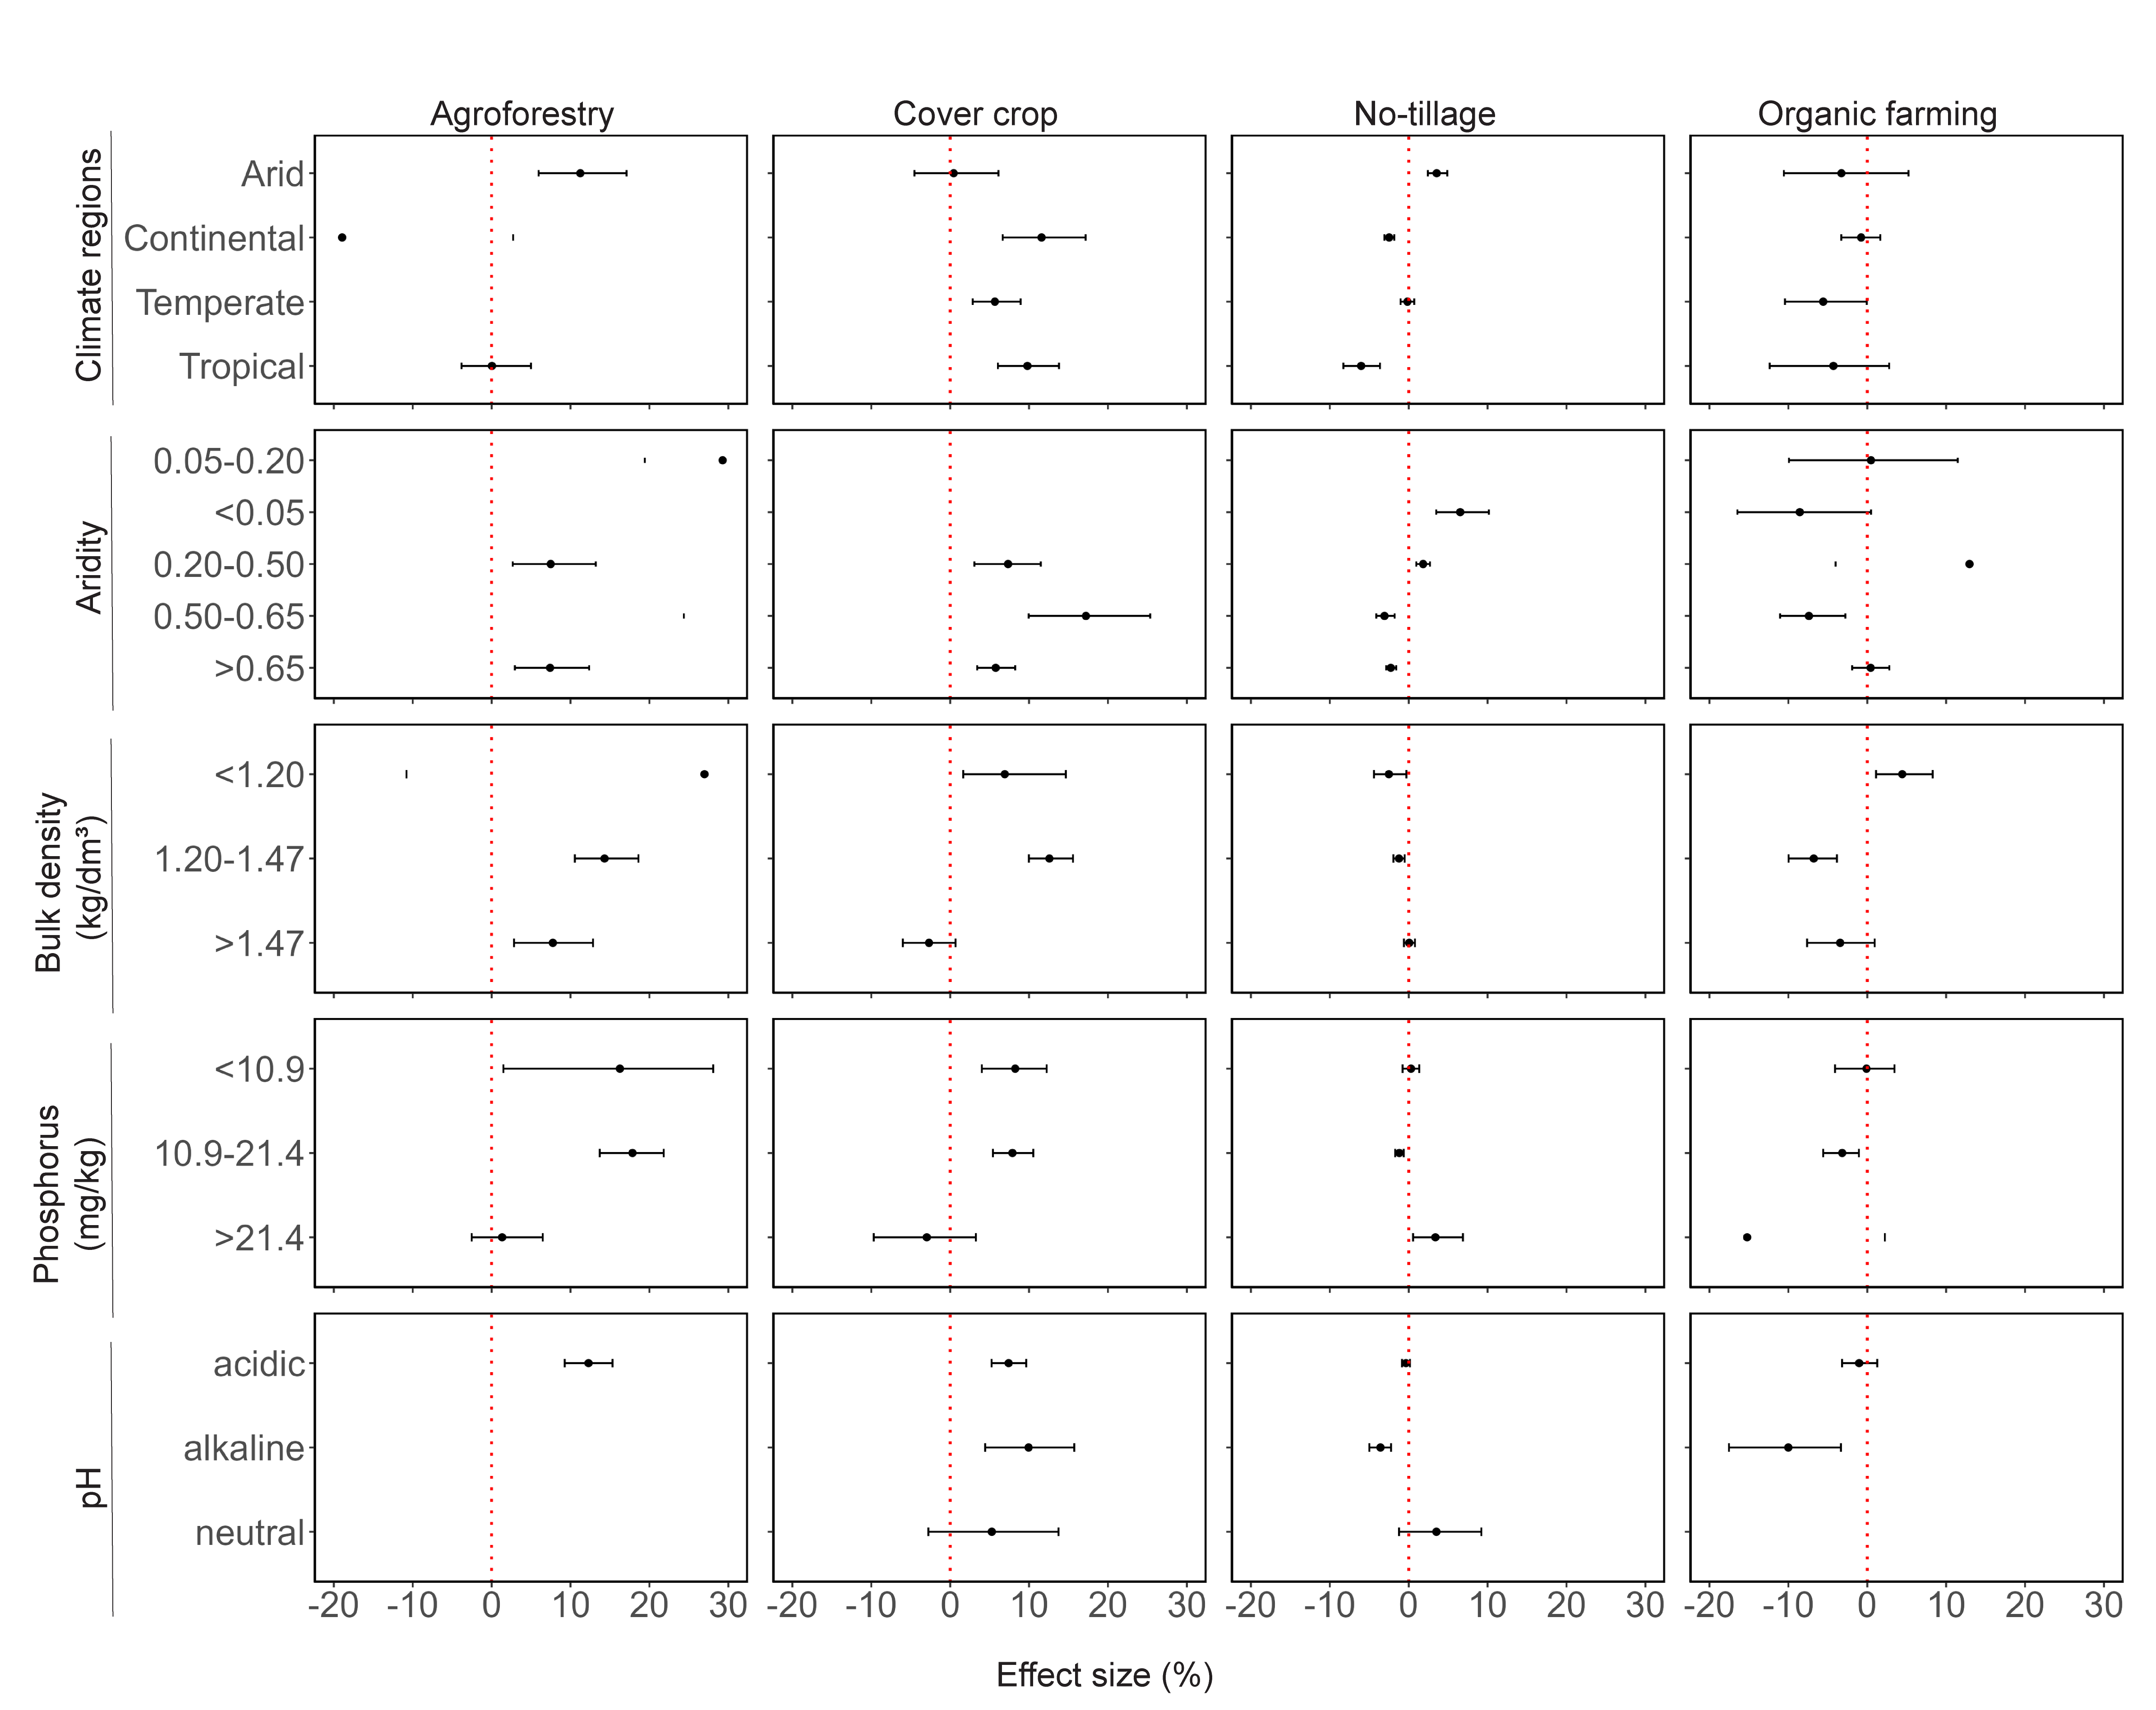 Agroforestry Cover crop No-tillage Organic farming
Climate regions
Arid
Continental
Temperate
Tropical
Aridity
0.05-0.20
<0.05
0.20-0.50
0.50-0.65
>0.65
Bulk density
(kg/dm³)
<1.20
1.20-1.47
>1.47
Phosphorus
(mg/kg)
<10.9
10.9-21.4
>21.4
pH
acidic
alkaline
neutral
-20 -10 0 10 20 30 -20 -10 0 10 20 30 -20 -10 0 10 20 30 -20 -10 0 10 20 30
Effect size (%)